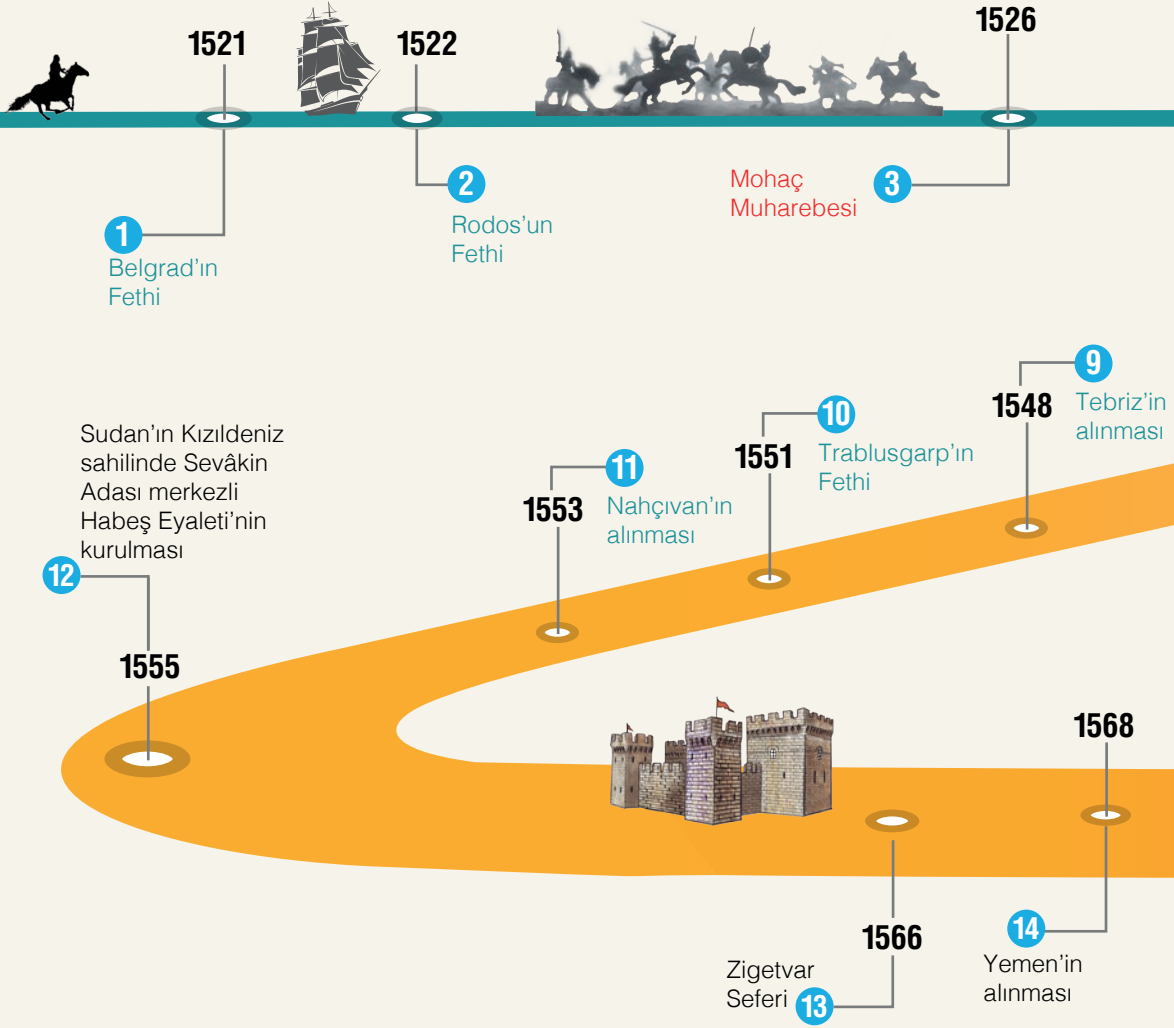 1521
1
Belgrad’ın
Fethi
1522
2
Rodos’un
Fethi
1526
3
Mohaç
Muharebesi
1548
9
Tebriz’in
alınması
1551
10
Trablusgarp’ın
Fethi
1553
11
Nahçıvan’ın
alınması
Sudan’ın Kızıldeniz
sahilinde Sevâkin
Adası merkezli
Habeş Eyaleti’nin
kurulması
12
1555
1566
Zigetvar
Seferi 13
1568
14
Yemen’in
alınması